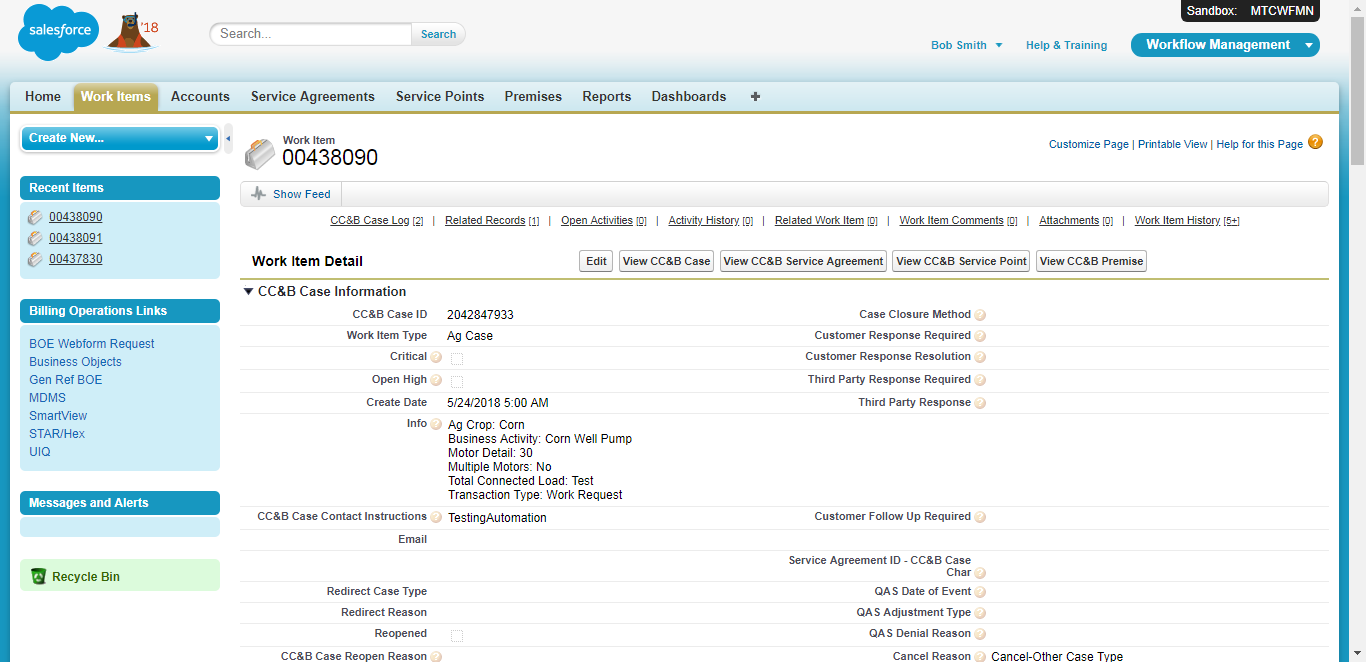 Sandbox: MTCWFMN
salesforce
'18
Search...
Search
Bob Smith
Help & Training
Workflow Management
Home
Work Items
Accounts
Service Agreements
Service Points
Premises
Reports
Dashboards
+
Create New...
Recent Items
00438090
00438091
00437830
Billing Operations Links
BOE Webform Request
Business Objects
Gen Ref BOE
MDMS
SmartView
STAR/Hex
UIQ
Messages and Alerts
Recycle Bin
Work Item
00438090
Customize Page | Printable View | Help for this Page ?
Show Feed
CC&B Case Log [2] | Related Records [1] | Open Activities [0] | Activity History [0] | Related Work Item [0] | Work Item Comments [0] | Attachments [0] | Work Item History [5+]
Work Item Detail
Edit
View CC&B Case
View CC&B Service Agreement
View CC&B Service Point
View CC&B Premise
CC&B Case Information
CC&B Case ID 2042847933
Case Closure Method ?
Work Item Type Ag Case
Customer Response Required ?
Critical ?
Customer Response Resolution ?
Open High ?
Third Party Response Required ?
Create Date 5/24/2018 5:00 AM
Third Party Response ?
Info ? Ag Crop: Corn
Business Activity: Corn Well Pump
Motor Detail: 30
Multiple Motors: No
Total Connected Load: Test
Transaction Type: Work Request
CC&B Case Contact Instructions ? TestingAutomation
Customer Follow Up Required ?
Email
Service Agreement ID - CC&B Case
Char ?
Redirect Case Type
QAS Date of Event ?
Redirect Reason
QAS Adjustment Type ?
Reopened
QAS Denial Reason ?
CC&B Case Reopen Reason ?
Cancel Reason ? Cancel-Other Case Type